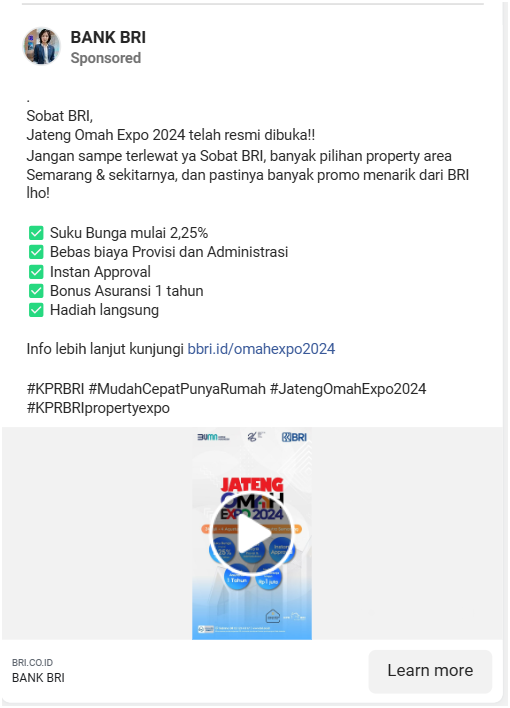 BANK BRI
Sponsored
.
Sobat BRI,
Jateng Omah Expo 2024 telah resmi dibuka!!
Jangan sampe terlewat ya Sobat BRI, banyak pilihan property area
Semarang & sekitarnya, dan pastinya banyak promo menarik dari BRI
lho!
✅ Suku Bunga mulai 2,25%
✅ Bebas biaya Provisi dan Administrasi
✅ Instan Approval
✅ Bonus Asuransi 1 tahun
✅ Hadiah langsung
Info lebih lanjut kunjungi bbri.id/omahexpo2024
#KPRBRI #MudahCepatPunyaRumah #JatengOmahExpo2024
#KPRBRIpropertyexpo
BUMN
BRI
JATENG
OMAH
EXPO 2024
1 Tahun
BRI.CO.ID
BANK BRI
Learn more